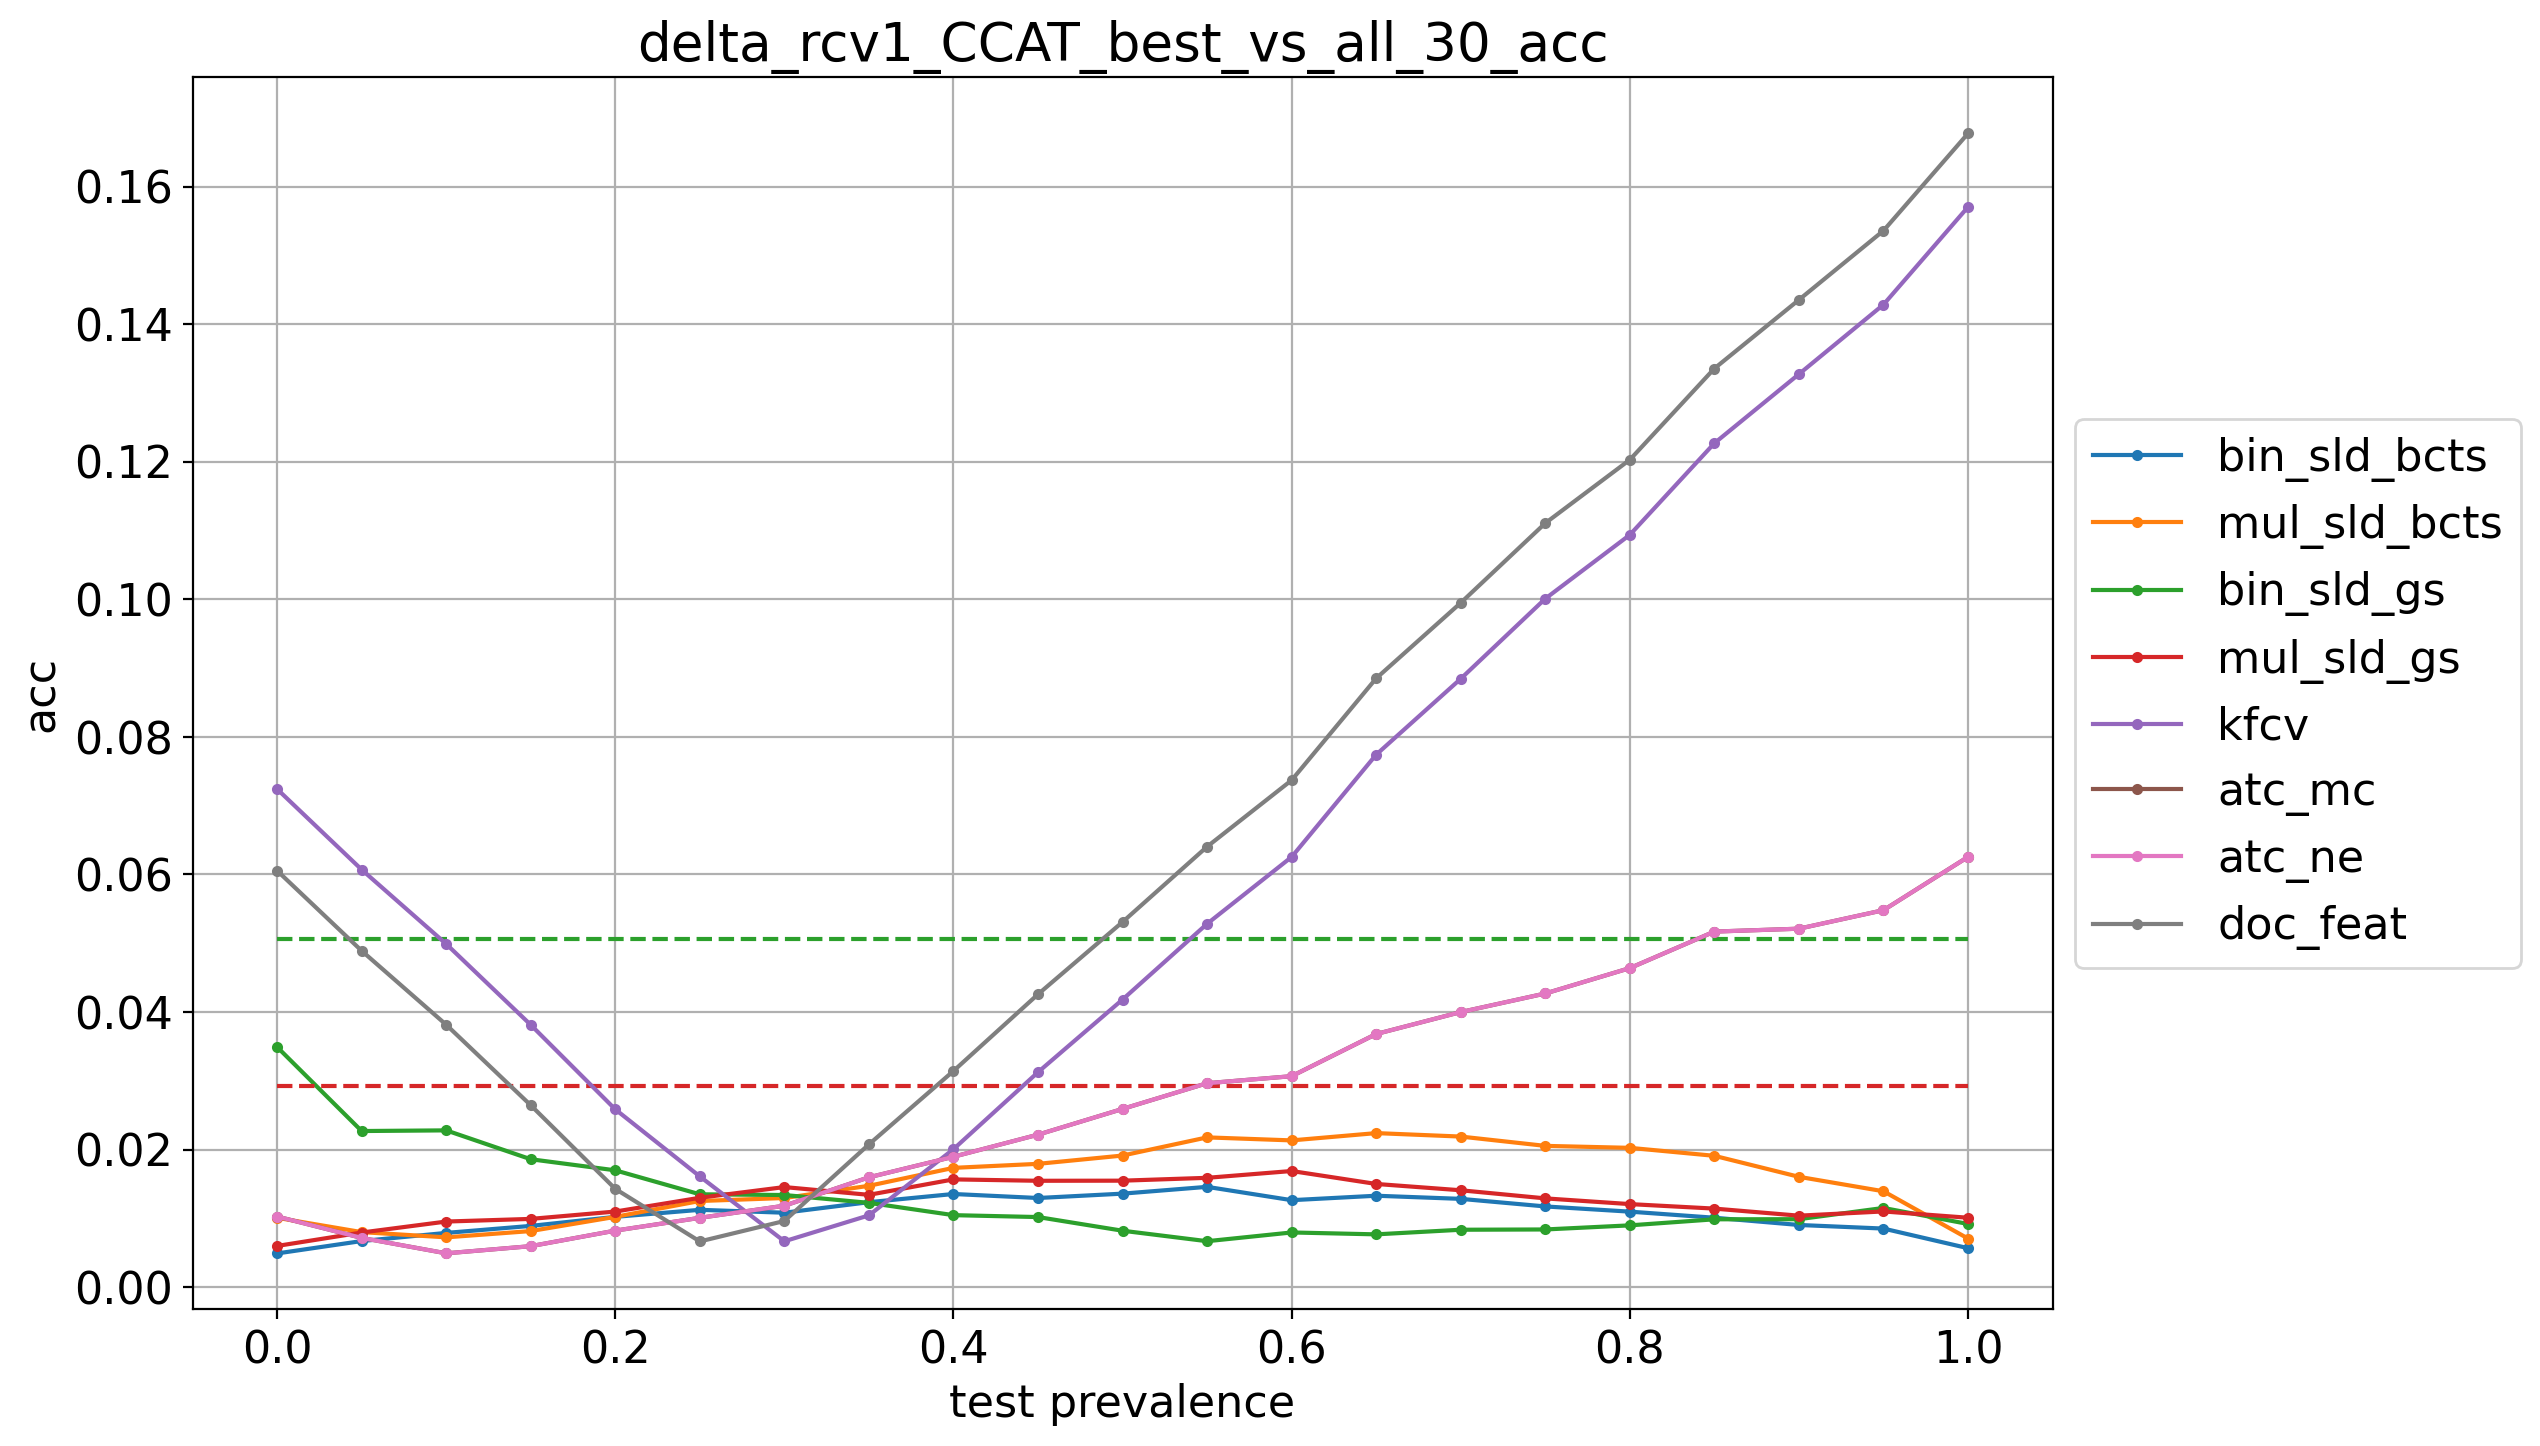 delta_rcv1_CCAT_best_vs_all_30_acc
acc
0.16
0.14
0.12
0.10
0.08
0.06
0.04
0.02
0.00
0.0 0.2 0.4 0.6 0.8 1.0
test prevalence
bin_sld_bcts
mul_sld_bcts
bin_sld_gs
mul_sld_gs
kfcv
atc_mc
atc_ne
doc_feat